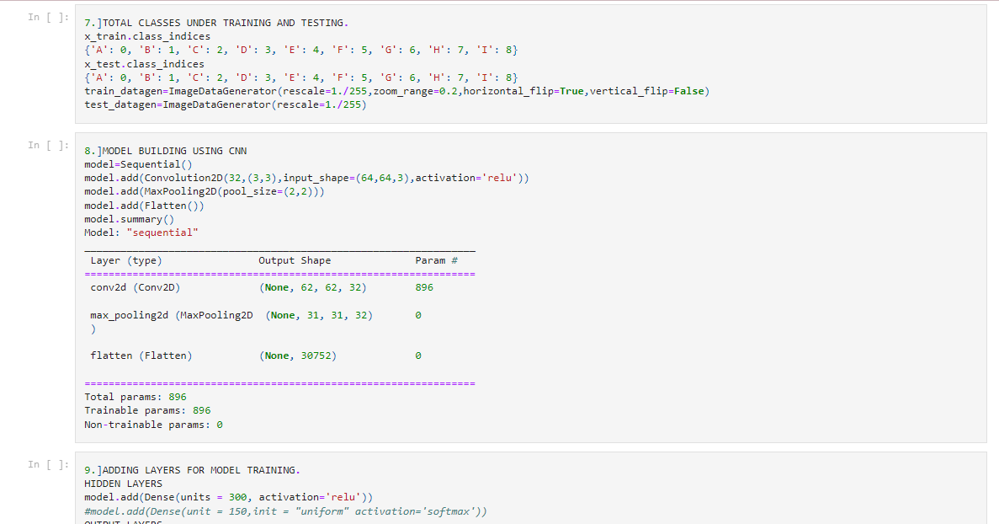 In [ ]:
7.]TOTAL CLASSES UNDER TRAINING AND TESTING.
x_train.class_indices
{'A': 0, 'B': 1, 'C': 2, 'D': 3, 'E': 4, 'F': 5, 'G': 6, 'H': 7, 'I': 8}
x_test.class_indices
{'A': 0, 'B': 1, 'C': 2, 'D': 3, 'E': 4, 'F': 5, 'G': 6, 'H': 7, 'I': 8}
train_datagen=ImageDataGenerator(rescale=1./255,zoom_range=0.2,horizontal_flip=True,vertical_flip=False)
test_datagen=ImageDataGenerator(rescale=1./255)
In [ ]:
8.]MODEL BUILDING USING CNN
model=Sequential()
model.add(Convolution2D(32,(3,3),input_shape=(64,64,3),activation='relu'))
model.add(MaxPooling2D(pool_size=(2,2)))
model.add(Flatten())
model.summary()
Model: "sequential"
_________________________________________________________________
Layer (type) Output Shape Param #
=================================================================
conv2d (Conv2D) (None, 62, 62, 32) 896
max_pooling2d (MaxPooling2D (None, 31, 31, 32) 0
)
flatten (Flatten) (None, 30752) 0
=================================================================
Total params: 896
Trainable params: 896
Non-trainable params: 0
In [ ]:
9.]ADDING LAYERS FOR MODEL TRAINING.
HIDDEN LAYERS
model.add(Dense(units = 300, activation='relu'))
#model.add(Dense(unit = 150,init = "uniform" activation='softmax'))
OUTPUT LAYERS